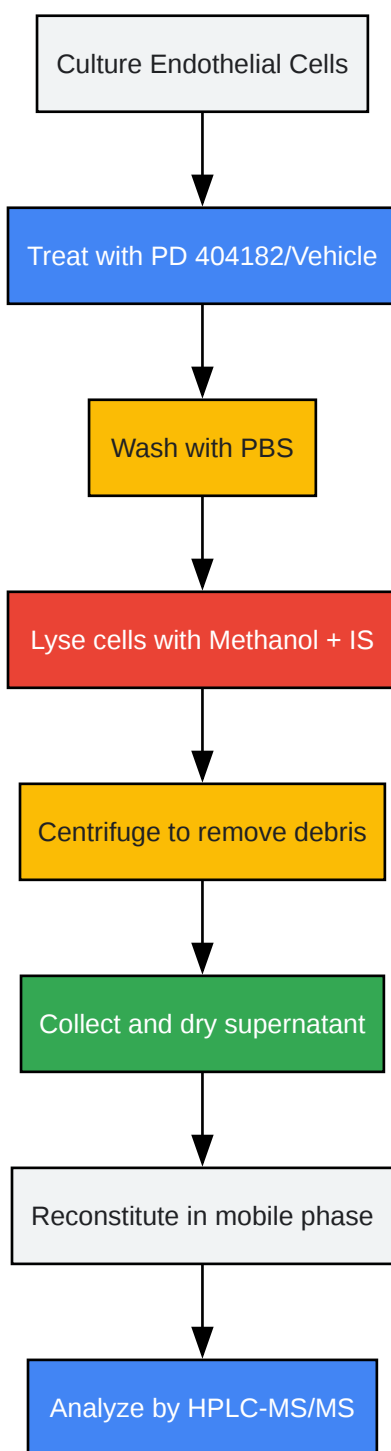 Culture Endothelial Cells
Treat with PD 404182/Vehicle
Wash with PBS
Lyse cells with Methanol + IS
Centrifuge to remove debris
Collect and dry supernatant
Reconstitute in mobile phase
Analyze by HPLC-MS/MS